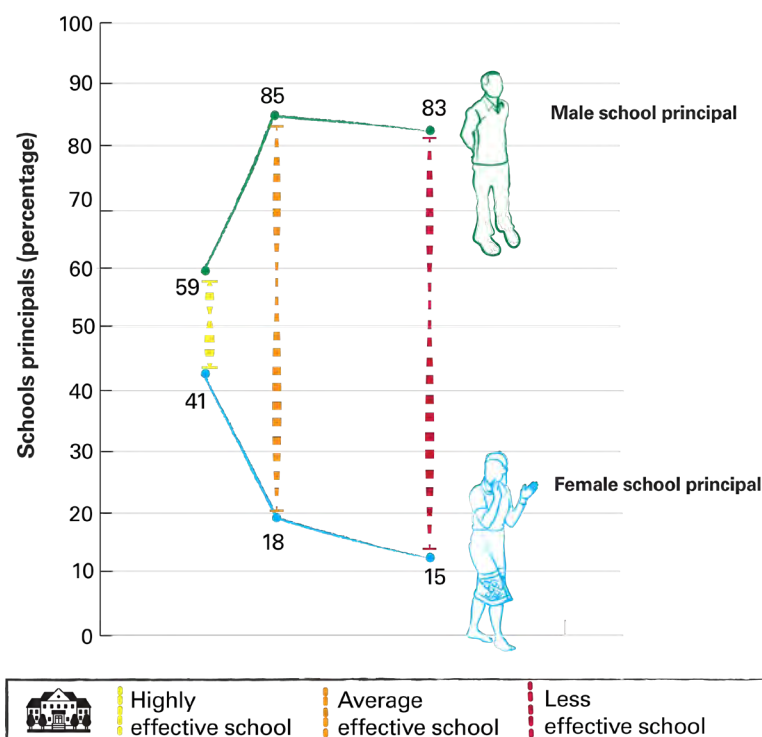 100
90
80
70
60
50
40
30
20
10
0
Schools principals (percentage)
85
83
59
41
18
15
Male school principal
Female school principal
Highly
effective school
Average
effective school
Less
effective school